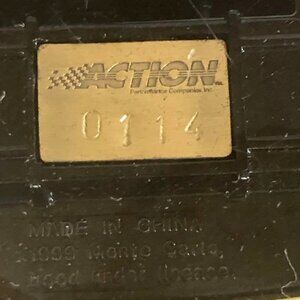 ACTION
Performance Companies, Inc.
0114
MADE IN CHINA
1999 Monte Carlo